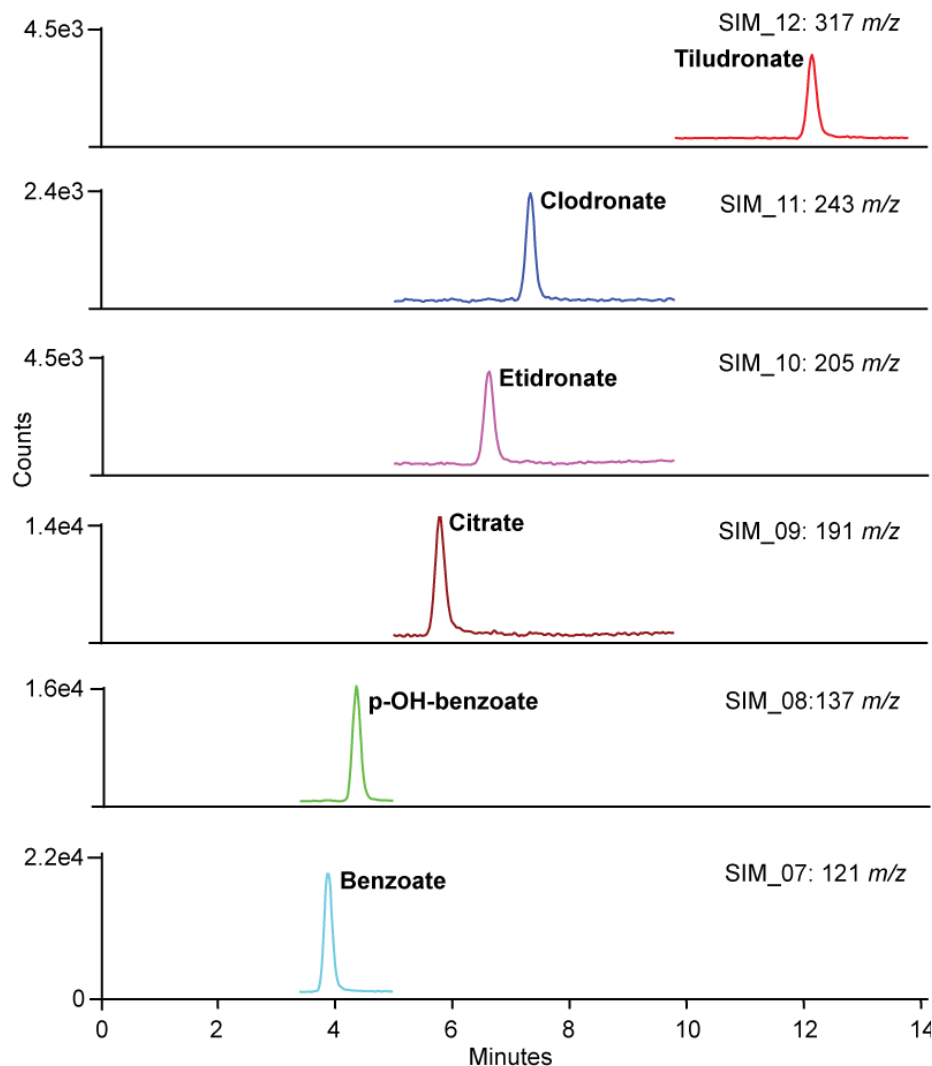 4.5e3
SIM_12: 317 m/z
Tiludronate
2.4e3
Clodronate
SIM_11: 243 m/z
4.5e3
Etidronate
SIM_10: 205 m/z
Counts
1.4e4
Citrate
SIM_09: 191 m/z
1.6e4
p-OH-benzoate
SIM_08:137 m/z
2.2e4
Benzoate
SIM_07: 121 m/z
0
0 2 4 6 8 10 12 14
Minutes